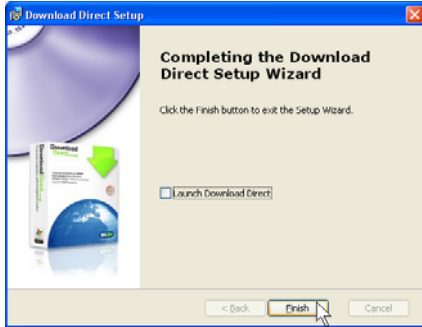 Download Direct Setup
Completing the Download
Direct Setup Wizard
Click the Finish button to exit the Setup Wizard.
Download
Launch Download Direct
< Back
Finish
Cancel